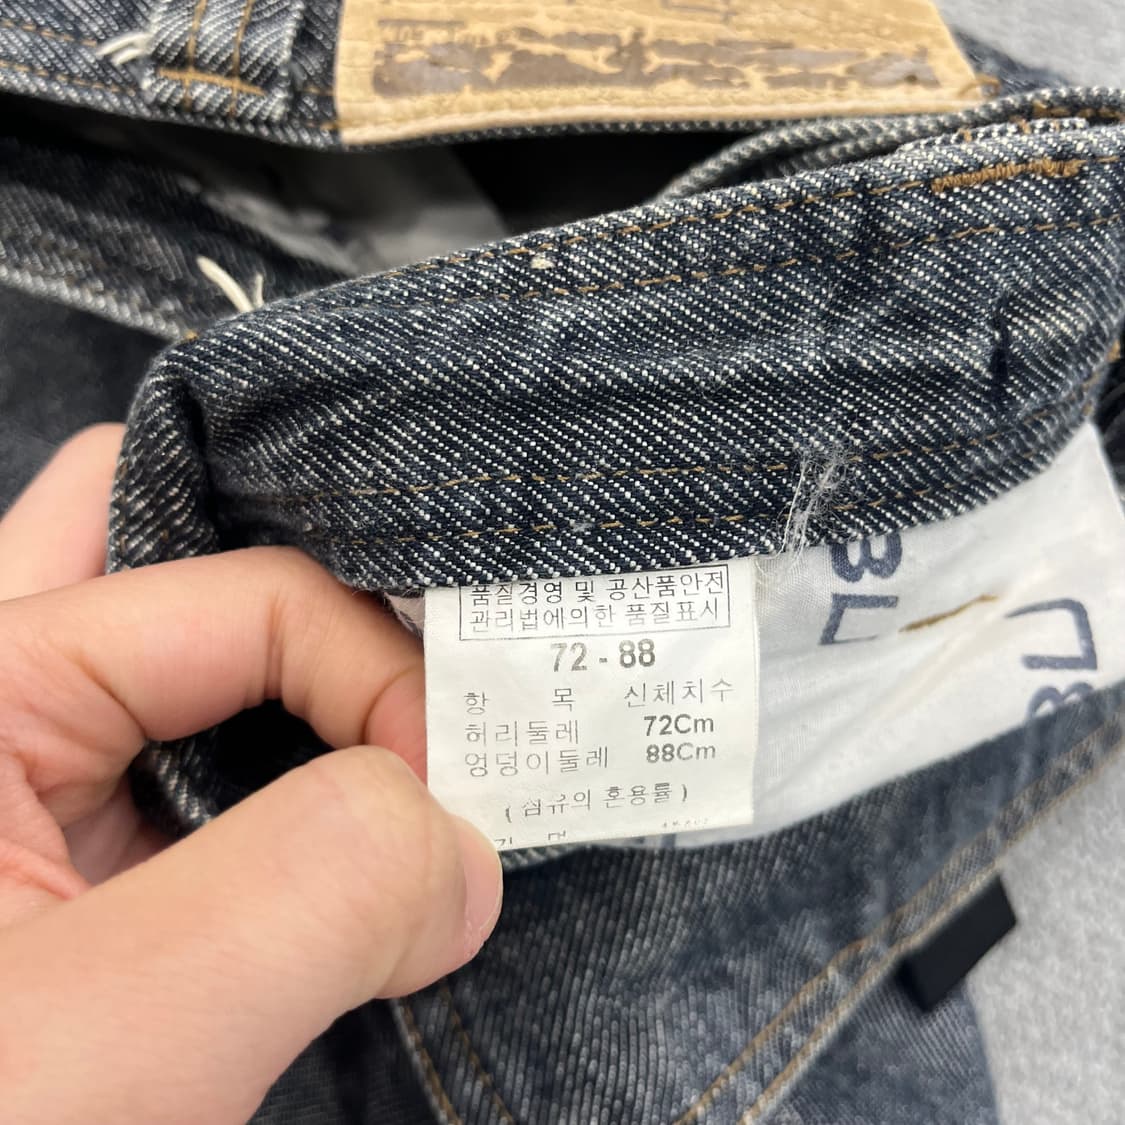 품질경영 및 공산품안전
관리법에의한 품질표시
72 - 88
항 목 신체치수
허리둘레 72Cm
엉덩이둘레 88Cm
(섬유의 혼용률)